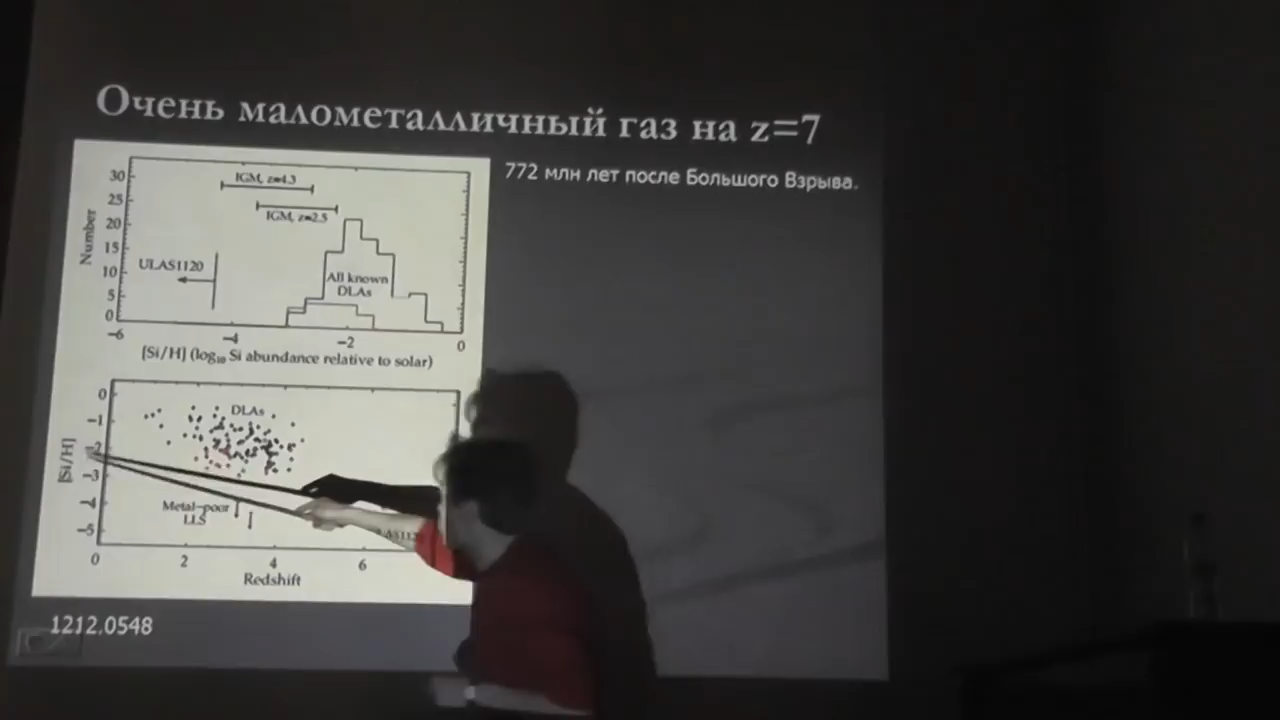 Очень малометалличный газ на z=7
772 млн лет после Большого Взрыва.
30
25
20
15
10
5
0
Number
IGM, z=4.3
IGM, z=2.5
ULAS1120
All known
DLAs
−6
−4
−2
0
[Si/H] (log₁₀ Si abundance relative to solar)
0
−1
−2
−3
−4
−5
[Si/H]
DLAs
Metal−poor
LLS
0
2
4
6
Redshift
1212.0548